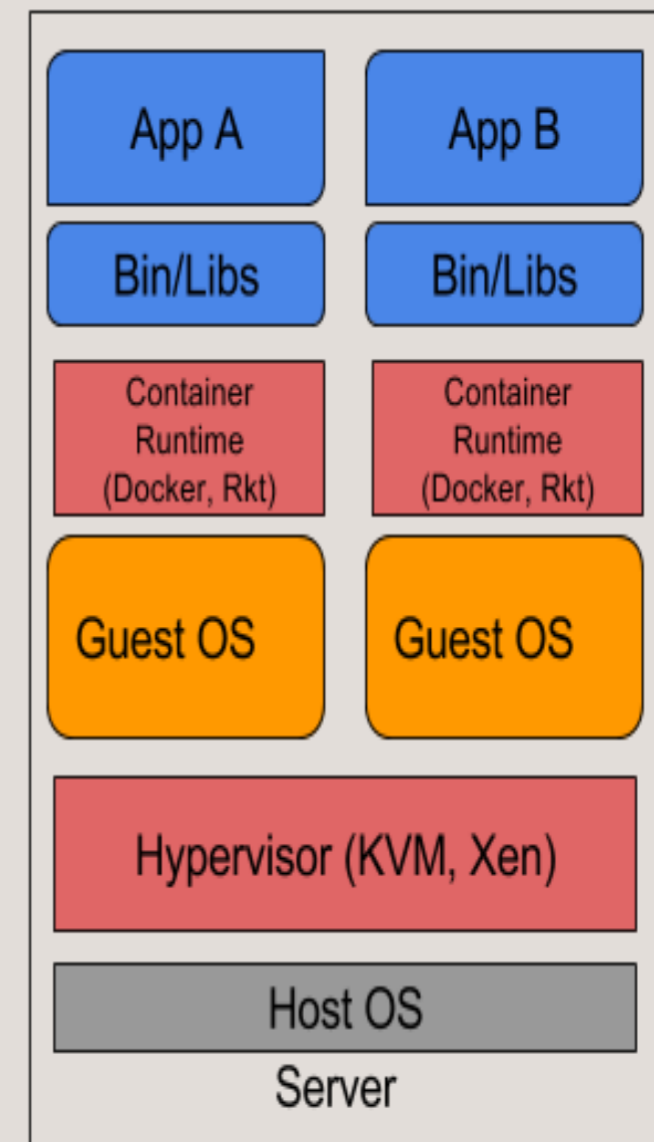 App A
App B
Bin/Libs
Bin/Libs
Container
Runtime
(Docker, Rkt)
Container
Runtime
(Docker, Rkt)
Guest OS
Guest OS
Hypervisor (KVM, Xen)
Host OS
Server